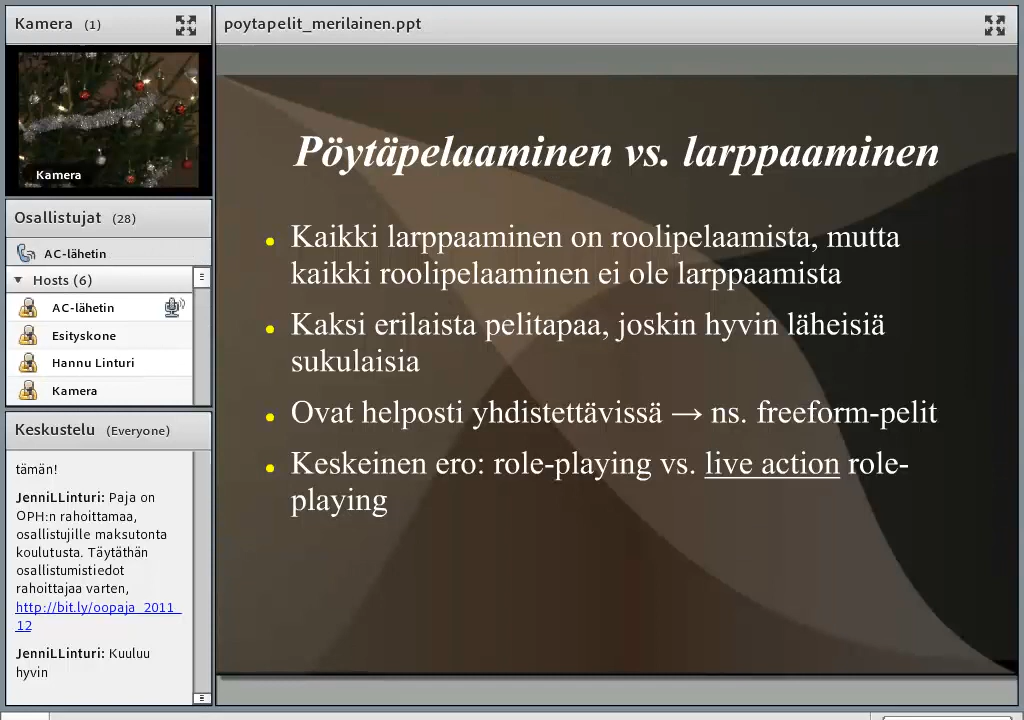 Kamera (1)
Kamera
Osallistujat (28)
AC-lähetin
Hosts (6)
AC-lähetin
Esityskone
Hannu Linturi
Kamera
Keskustelu (Everyone)
tämän!
JenniLLinturi: Paja on
OPH:n rahoittamaa,
osallistujille maksutonta
koulutusta. Täytäthän
osallistumistiedot
rahoittajaa varten,
http://bit.ly/oopaja_2011_
12
JenniLLinturi: Kuuluu
hyvin
poytapelit_merilainen.ppt
Pöytäpelaaminen vs. larppaaminen
• Kaikki larppaaminen on roolipelaamista, mutta
kaikki roolipelaaminen ei ole larppaamista
• Kaksi erilaista pelitapaa, joskin hyvin läheisiä
sukulaisia
• Ovat helposti yhdistettävissä → ns. freeform-pelit
• Keskeinen ero: role-playing vs. live action role-
playing